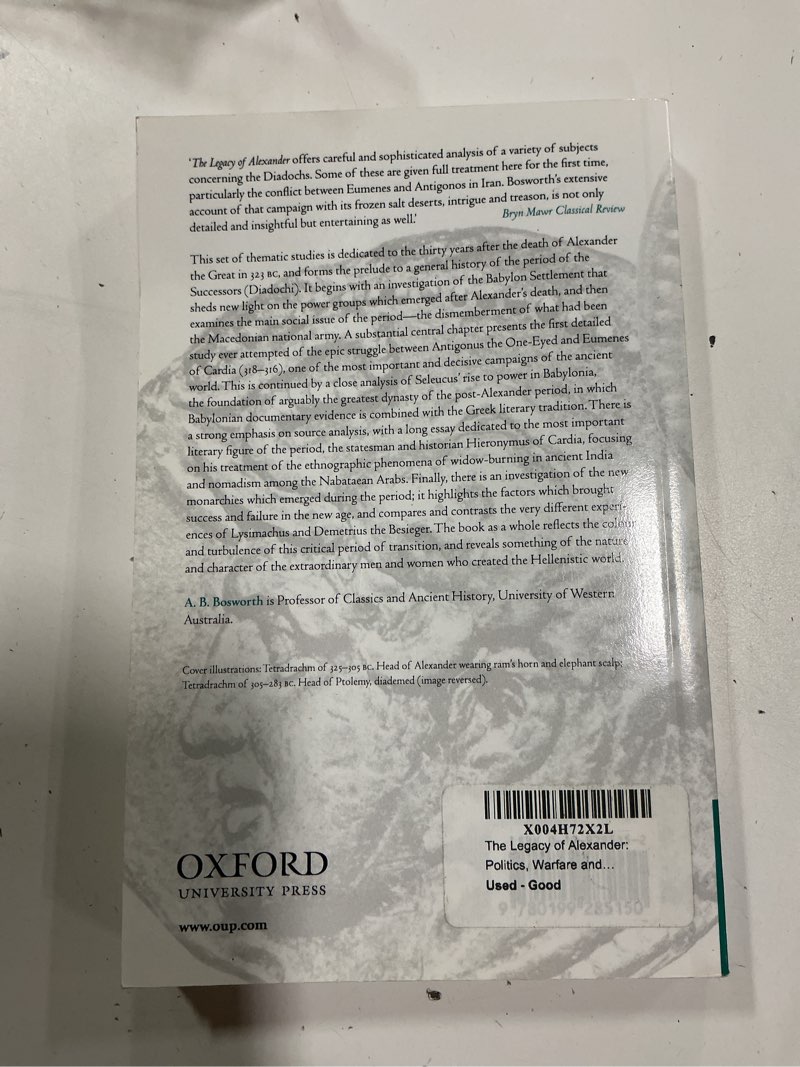 'The Legacy of Alexander offers careful and sophisticated analysis of a variety of subjects
concerning the Diadochs. Some of these are given full treatment here for the first time,
particularly the conflict between Eumenes and Antigonos in Iran. Bosworth's extensive
account of that campaign with its frozen salt deserts, intrigue and treason, is not only
detailed and insightful but entertaining as well.'
Bryn Mawr Classical Review
This set of thematic studies is dedicated to the thirty years after the death of Alexander
the Great in 323 BC, and forms the prelude to a general history of the period of the
Successors (Diadochi). It begins with an investigation of the Babylon Settlement that
sheds new light on the power groups which emerged after Alexander's death, and then
examines the main social issue of the period—the dismemberment of what had been
the Macedonian national army. A substantial central chapter presents the first detailed
study ever attempted of the epic struggle between Antigonus the One-Eyed and Eumenes
of Cardia (318–316), one of the most important and decisive campaigns of the ancient
world. This is continued by a close analysis of Seleucus' rise to power in Babylonia,
the foundation of arguably the greatest dynasty of the post-Alexander period, in which
Babylonian documentary evidence is combined with the Greek literary tradition. There is
a strong emphasis on source analysis, with a long essay dedicated to the most important
literary figure of the period, the statesman and historian Hieronymus of Cardia, focusing
on his treatment of the ethnographic phenomena of widow-burning in ancient India
and nomadism among the Nabataean Arabs. Finally, there is an investigation of the new
monarchies which emerged during the period; it highlights the factors which brought
success and failure in the new age, and compares and contrasts the very different experi-
ences of Lysimachus and Demetrius the Besieger. The book as a whole reflects the colour
and turbulence of this critical period of transition, and reveals something of the nature
and character of the extraordinary men and women who created the Hellenistic world.
A. B. Bosworth is Professor of Classics and Ancient History, University of Western
Australia.
Cover illustrations: Tetradrachm of 325–305 BC. Head of Alexander wearing ram's horn and elephant scalp;
Tetradrachm of 305–283 BC. Head of Ptolemy, diademed (image reversed).
X004H72X2L
The Legacy of Alexander:
Politics, Warfare and...
Used - Good
9 780199 285150
OXFORD
UNIVERSITY PRESS
www.oup.com